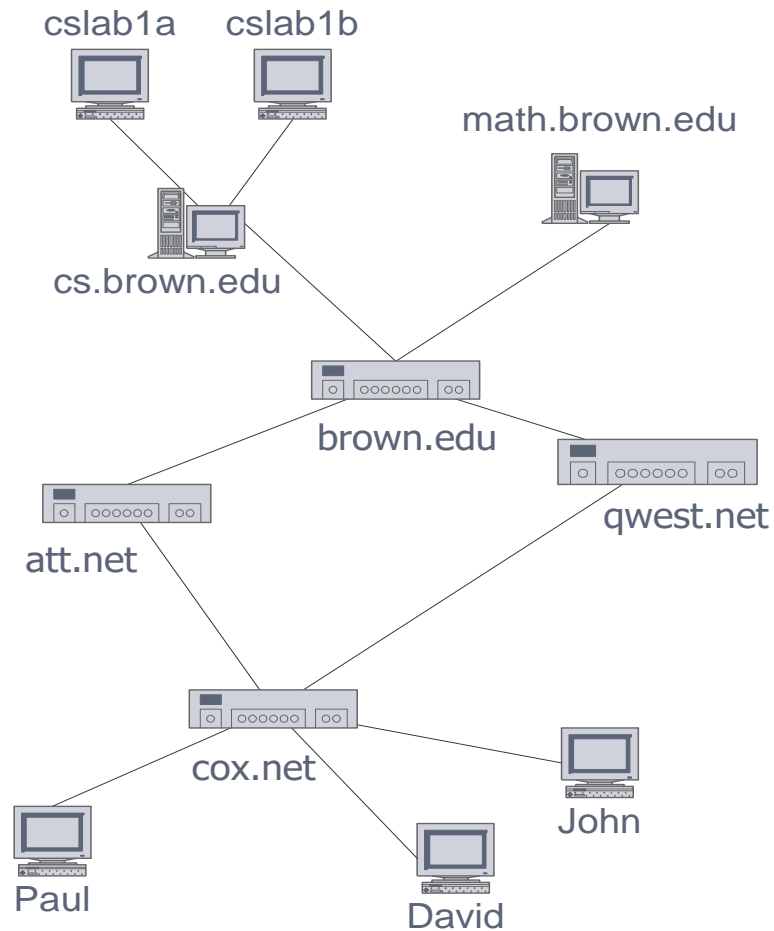 cslab1a
cslab1b
math.brown.edu
cs.brown.edu
brown.edu
qwest.net
att.net
cox.net
John
Paul
David